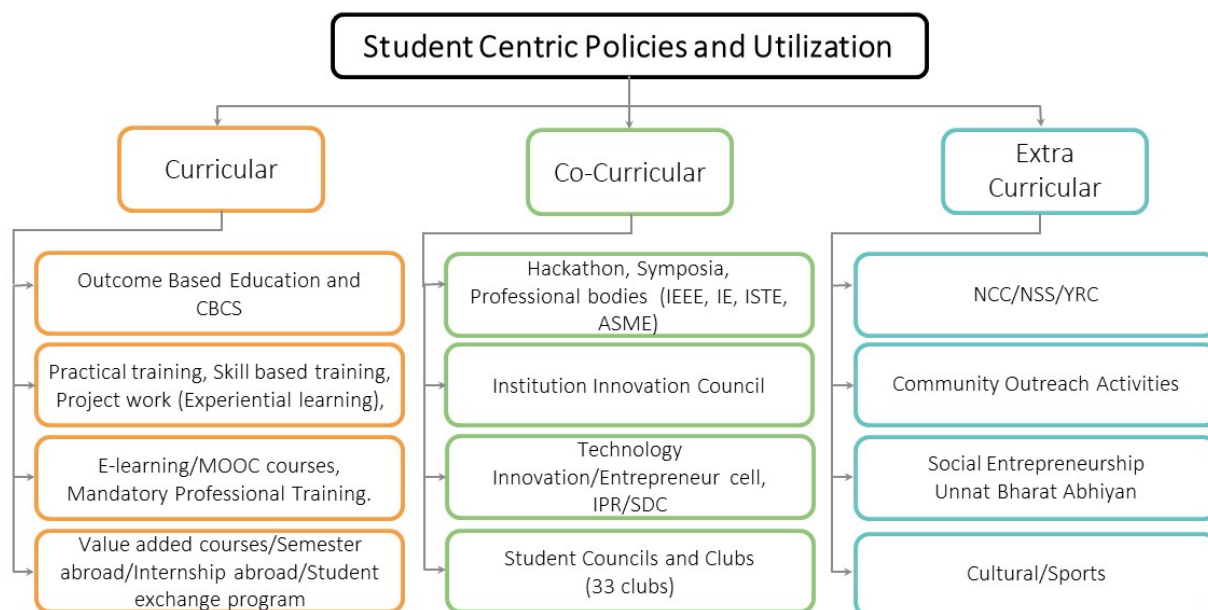 Student Centric Policies and Utilization
Curricular
Outcome Based Education and
CBCS
Practical training, Skill based training,
Project work (Experiential learning),
E-learning/MOOC courses,
Mandatory Professional Training.
Value added courses/Semester
abroad/Internship abroad/Student
exchange program
Co-Curricular
Hackathon, Symposia,
Professional bodies (IEEE, IE, ISTE,
ASME)
Institution Innovation Council
Technology
Innovation/Entrepreneur cell,
IPR/SDC
Student Councils and Clubs
(33 clubs)
Extra
Curricular
NCC/NSS/YRC
Community Outreach Activities
Social Entrepreneurship
Unnat Bharat Abhiyan
Cultural/Sports